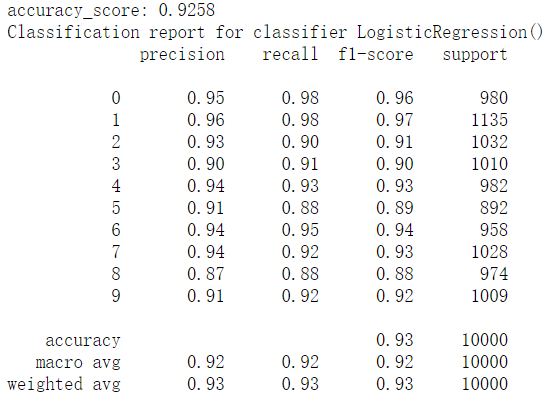 accuracy_score: 0.9258
Classification report for classifier LogisticRegression()
precision recall f1-score support
0 0.95 0.98 0.96 980
1 0.96 0.98 0.97 1135
2 0.93 0.90 0.91 1032
3 0.90 0.91 0.90 1010
4 0.94 0.93 0.93 982
5 0.91 0.88 0.89 892
6 0.94 0.95 0.94 958
7 0.94 0.92 0.93 1028
8 0.87 0.88 0.88 974
9 0.91 0.92 0.92 1009
accuracy 0.93 10000
macro avg 0.92 0.92 0.92 10000
weighted avg 0.93 0.93 0.93 10000